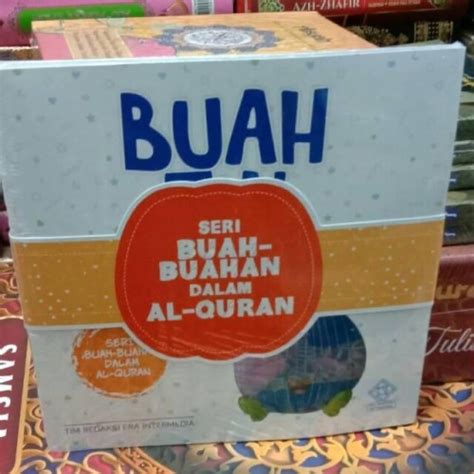 AZH-ZHAFIR
BUAH
SERI
BUAH-
BUAHAN
DALAM
AL-QURAN
SERI
BUAH-BUAHAN
DALAM
AL-QURAN
TIM REDAKSI ERA INTERMEDIA